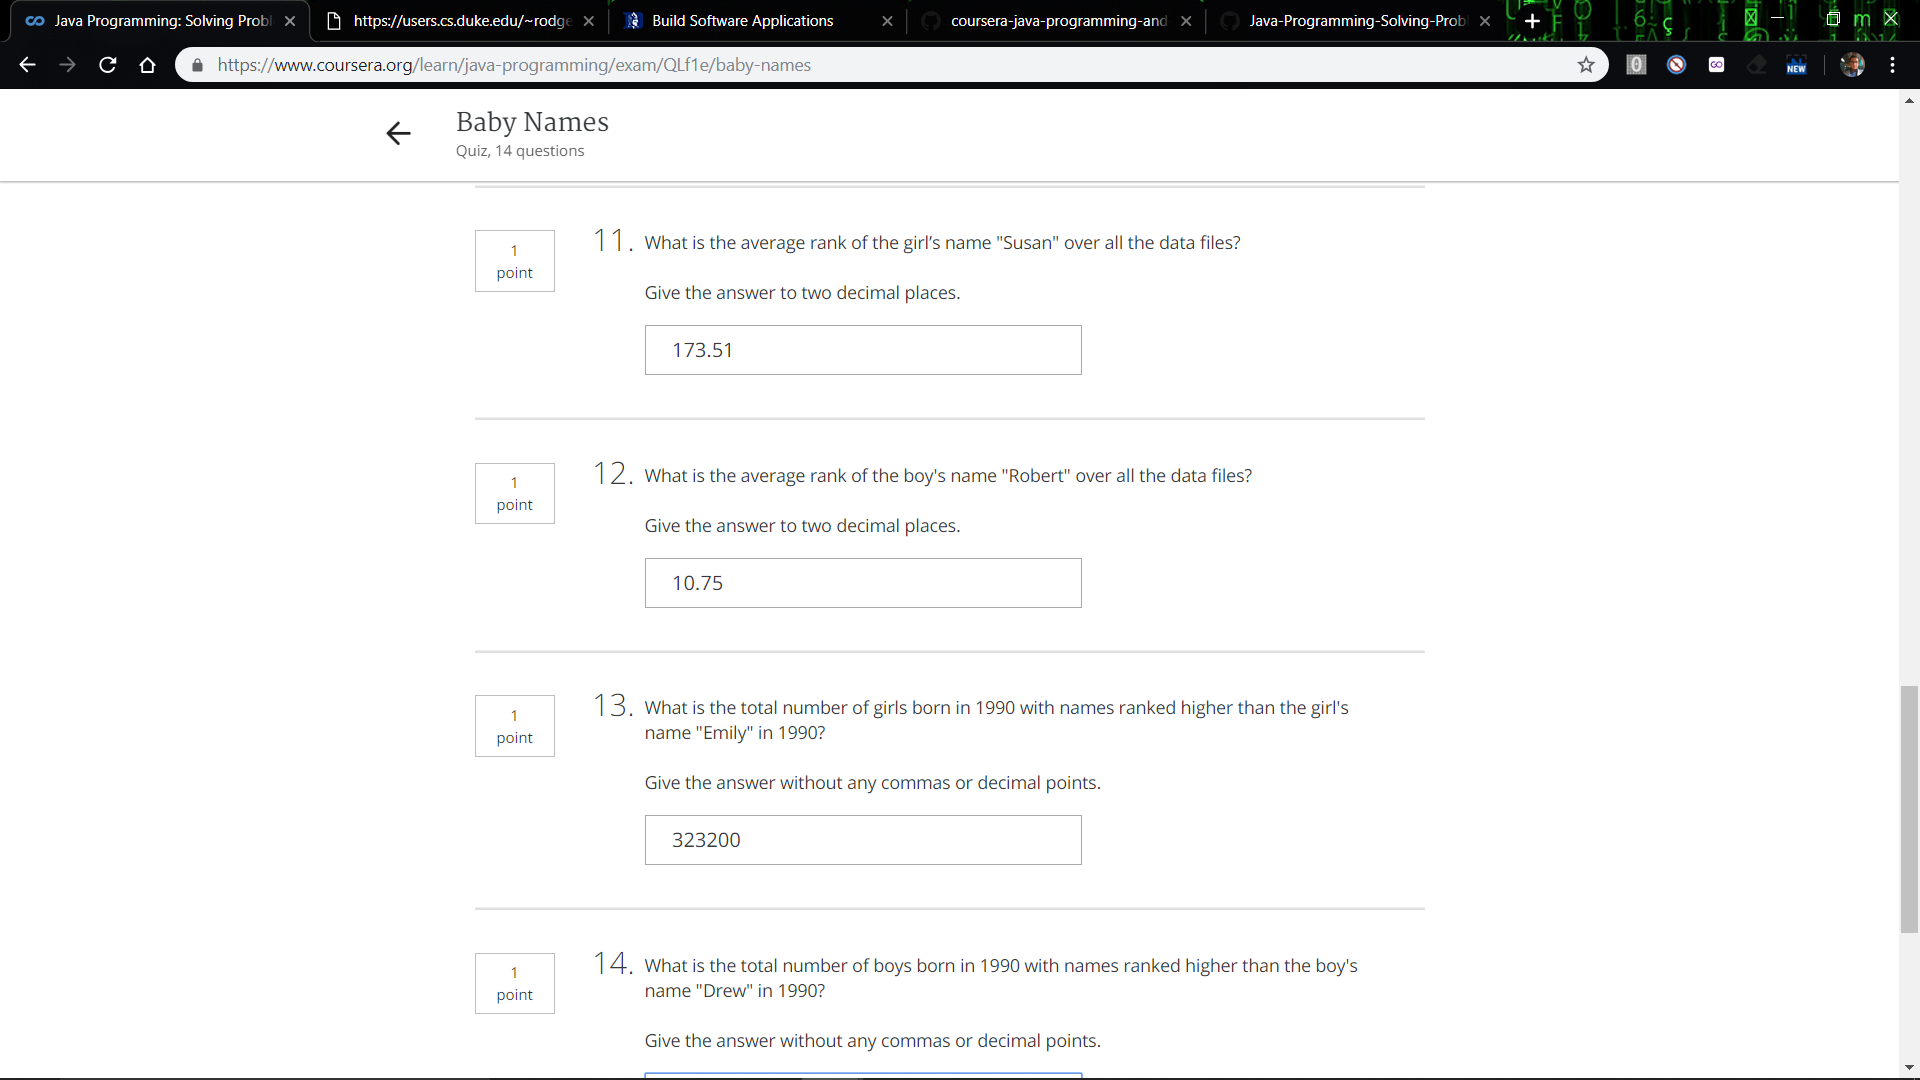 Java Programming: Solving Probl
https://users.cs.duke.edu/~rodge
Build Software Applications
coursera-java-programming-and
Java-Programming-Solving-Probl
https://www.coursera.org/learn/java-programming/exam/QLf1e/baby-names
NEW
Baby Names
Quiz, 14 questions
1
point
11. What is the average rank of the girl’s name "Susan" over all the data files?
Give the answer to two decimal places.
173.51
1
point
12. What is the average rank of the boy's name "Robert" over all the data files?
Give the answer to two decimal places.
10.75
1
point
13. What is the total number of girls born in 1990 with names ranked higher than the girl's
name "Emily" in 1990?
Give the answer without any commas or decimal points.
323200
1
point
14. What is the total number of boys born in 1990 with names ranked higher than the boy's
name "Drew" in 1990?
Give the answer without any commas or decimal points.